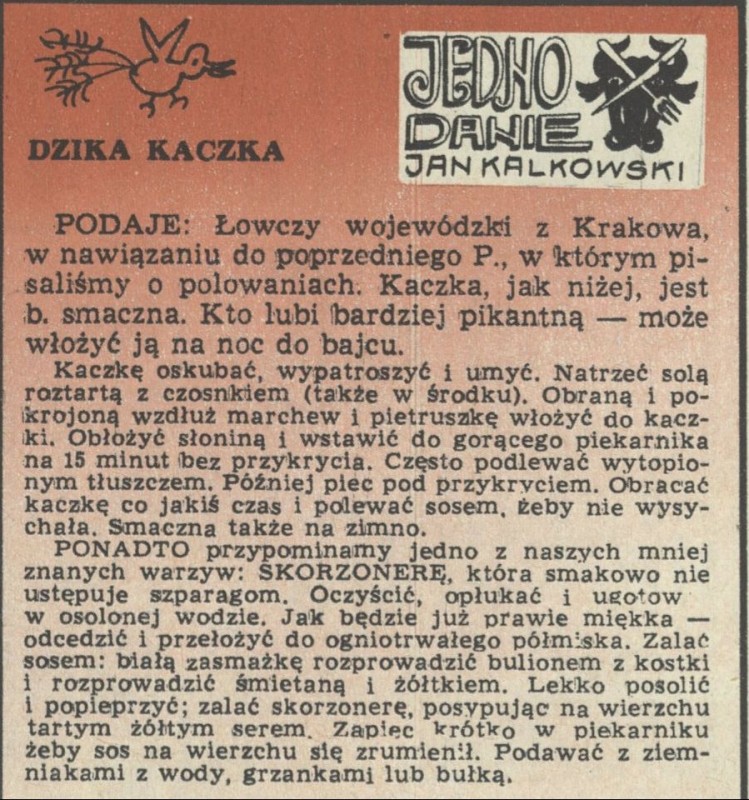 DZIKA KACZKA
JEDNO
DANIE
JAN KALKOWSKI
PODAJE: Łowczy wojewódzki z Krakowa,
w nawiązaniu do poprzedniego P., w którym pi-
saliśmy o polowaniach. Kaczka, jak niżej, jest
b. smaczna. Kto lubi bardziej pikantną — może
włożyć ją na noc do bajcu.
Kaczkę oskubać, wypatroszyć i umyć. Natrzeć solą
roztartą z czosnkiem (także w środku). Obraną i po-
krojoną wzdłuż marchew i pietruszkę włożyć do kacz-
ki. Obłożyć słoniną i wstawić do gorącego piekarnika
na 15 minut bez przykrycia. Często podlewać wytopio-
nym tłuszczem. Później piec pod przykryciem. Obracać
kaczkę co jakiś czas i polewać sosem, żeby nie wysy-
chała. Smaczna także na zimno.
PONADTO przypominamy jedno z naszych mniej
znanych warzyw: SKORZONERĘ, która smakowo nie
ustępuje szparagom. Oczyścić, opłukać i ugotow
w osolonej wodzie. Jak będzie już prawie miękka —
odcedzić i przełożyć do ogniotrwałego półmiska. Zalać
sosem: białą zasmażkę rozprowadzić bulionem z kostki
i rozprowadzić śmietaną i żółtkiem. Lekko posolić
i popieprzyć; zalać skorzonerę, posypując na wierzchu
tartym żółtym serem. Zapiec krótko w piekarniku
żeby sos na wierzchu się zrumienił. Podawać z ziem-
niakami z wody, grzankami lub bułką.